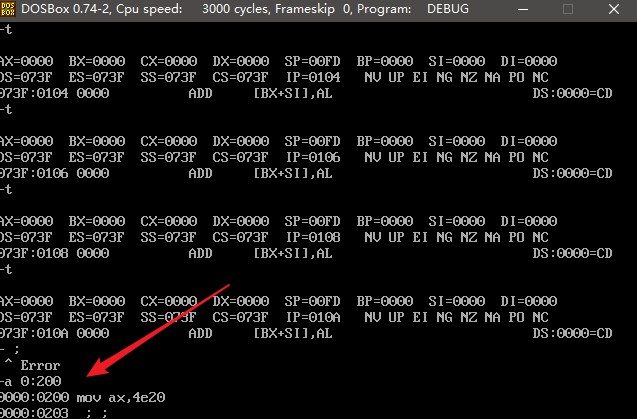 DOS BOX DOSBox 0.74-2, Cpu speed: 3000 cycles, Frameskip 0, Program: DEBUG
-t
AX=0000 BX=0000 CX=0000 DX=0000 SP=00FD BP=0000 SI=0000 DI=0000
DS=073F ES=073F SS=073F CS=073F IP=0104 NV UP EI NG NZ NA PO NC
073F:0104 0000 ADD [BX+SI],AL DS:0000=CD
-t
AX=0000 BX=0000 CX=0000 DX=0000 SP=00FD BP=0000 SI=0000 DI=0000
DS=073F ES=073F SS=073F CS=073F IP=0106 NV UP EI NG NZ NA PO NC
073F:0106 0000 ADD [BX+SI],AL DS:0000=CD
-t
AX=0000 BX=0000 CX=0000 DX=0000 SP=00FD BP=0000 SI=0000 DI=0000
DS=073F ES=073F SS=073F CS=073F IP=0108 NV UP EI NG NZ NA PO NC
073F:0108 0000 ADD [BX+SI],AL DS:0000=CD
-t
AX=0000 BX=0000 CX=0000 DX=0000 SP=00FD BP=0000 SI=0000 DI=0000
DS=073F ES=073F SS=073F CS=073F IP=010A NV UP EI NG NZ NA PO NC
073F:010A 0000 ADD [BX+SI],AL DS:0000=CD
- ;
^ Error
-a 0:200
0000:0200 mov ax,4e20
0000:0203 ; ;